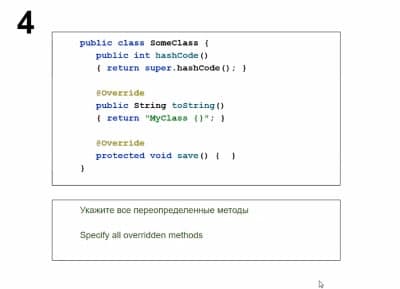 4
public class SomeClass {
public int hashCode()
{ return super.hashCode(); }
@Override
public String toString()
{ return "MyClass {}"; }
@Override
protected void save() { }
}
Укажите все переопределенные методы
Specify all overridden methods